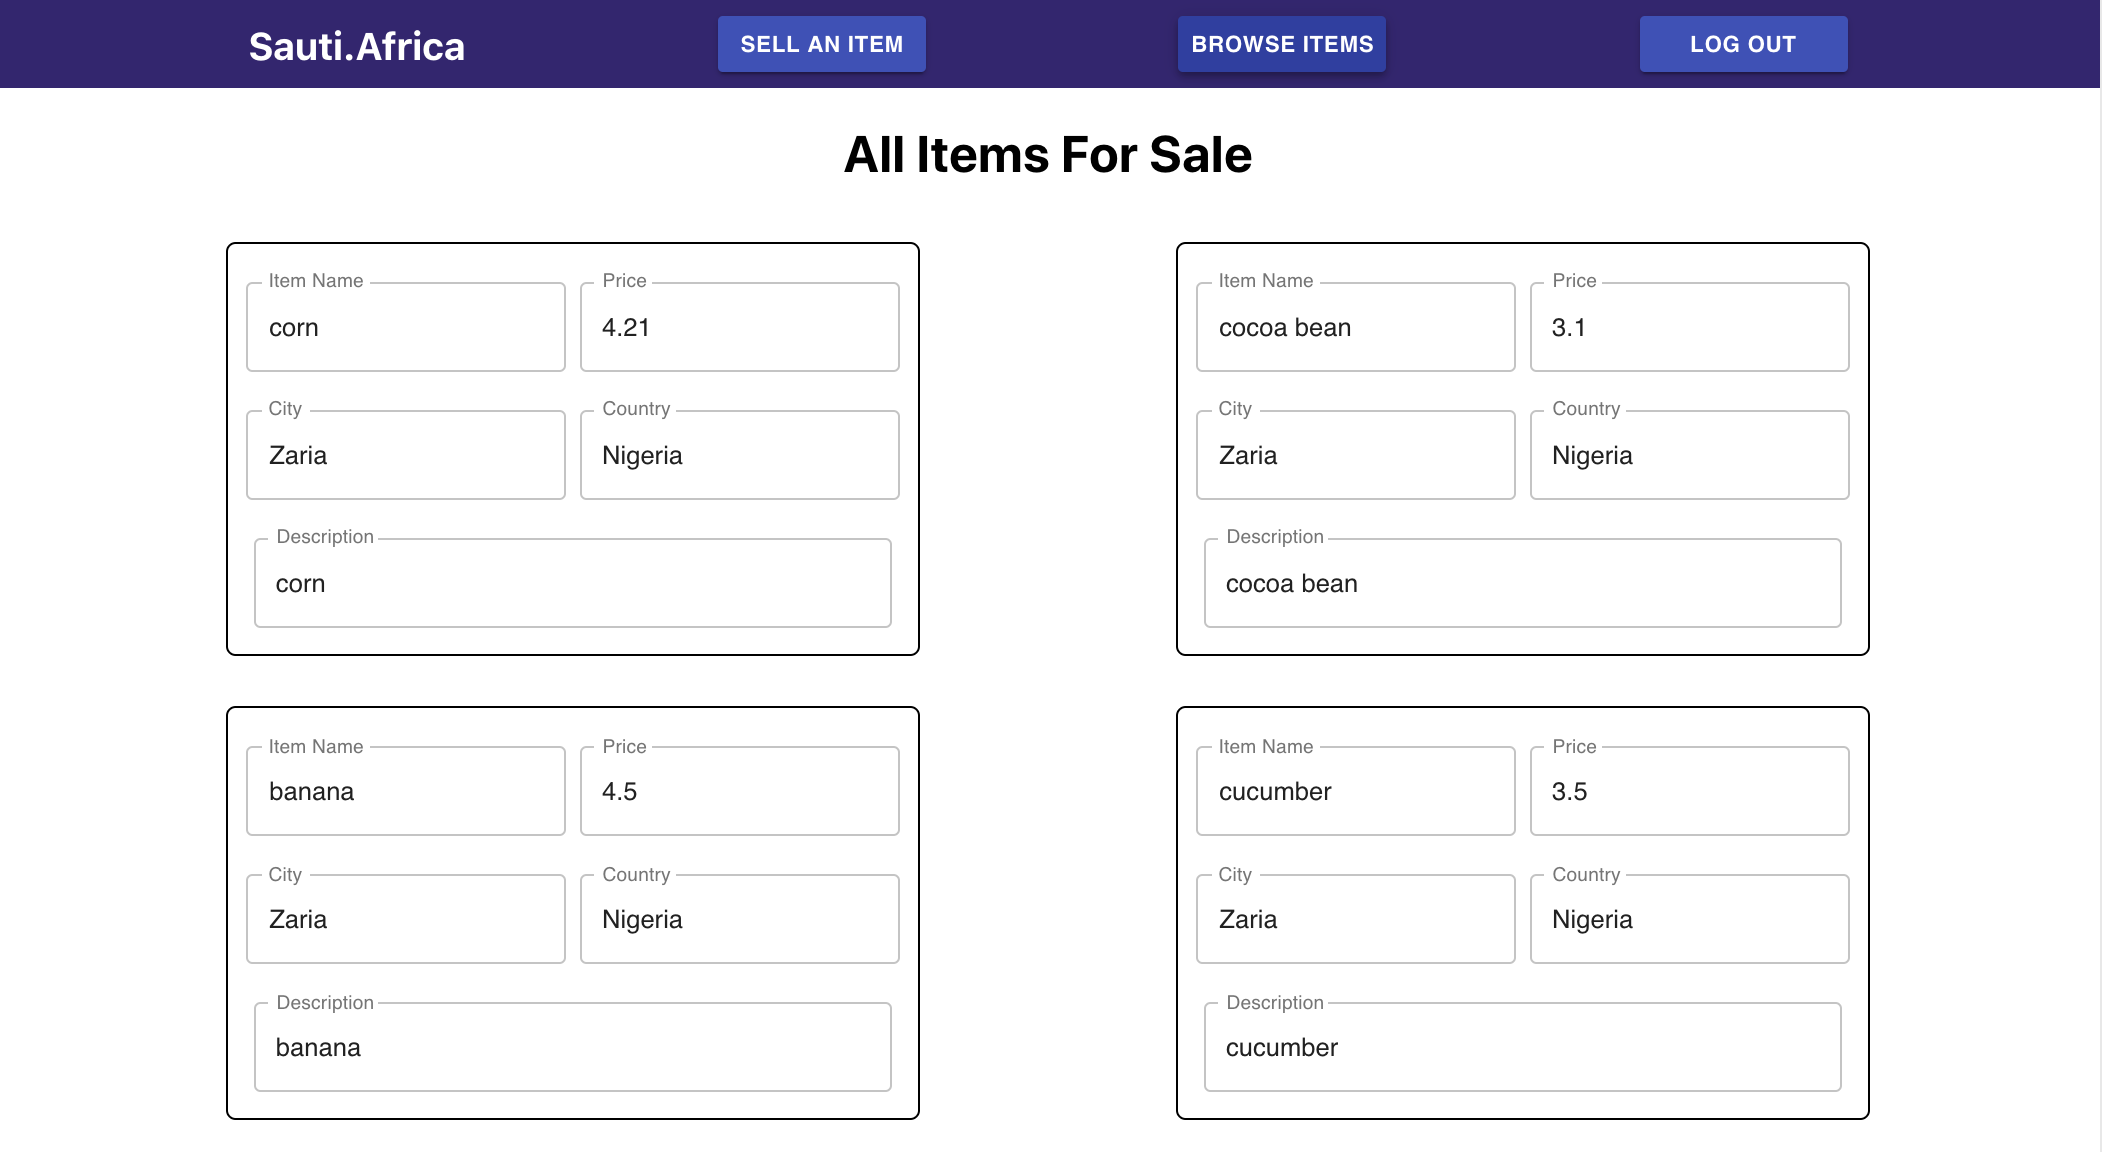 Sauti.Africa
SELL AN ITEM
BROWSE ITEMS
LOG OUT
All Items For Sale
Item Name
corn
Price
4.21
City
Zaria
Country
Nigeria
Description
corn
Item Name
cocoa bean
Price
3.1
City
Zaria
Country
Nigeria
Description
cocoa bean
Item Name
banana
Price
4.5
City
Zaria
Country
Nigeria
Description
banana
Item Name
cucumber
Price
3.5
City
Zaria
Country
Nigeria
Description
cucumber